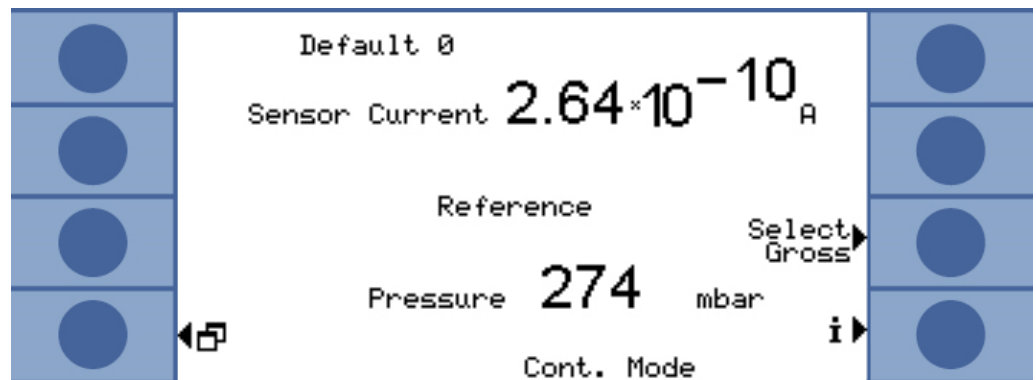 Default 0
Sensor Current 2.64×10⁻¹⁰ A
Reference
Select
Gross
Pressure 274 mbar
i
Cont. Mode